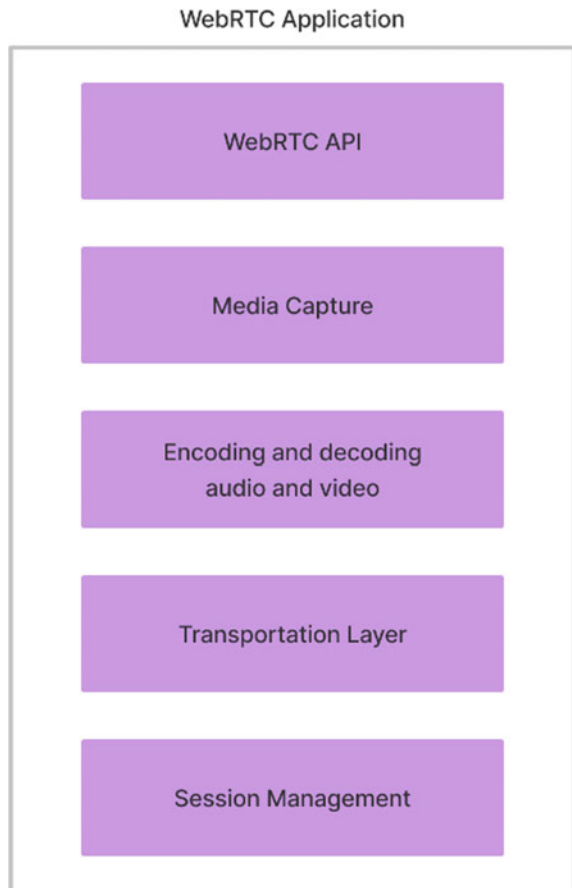 WebRTC Application
WebRTC API
Media Capture
Encoding and decoding
audio and video
Transportation Layer
Session Management